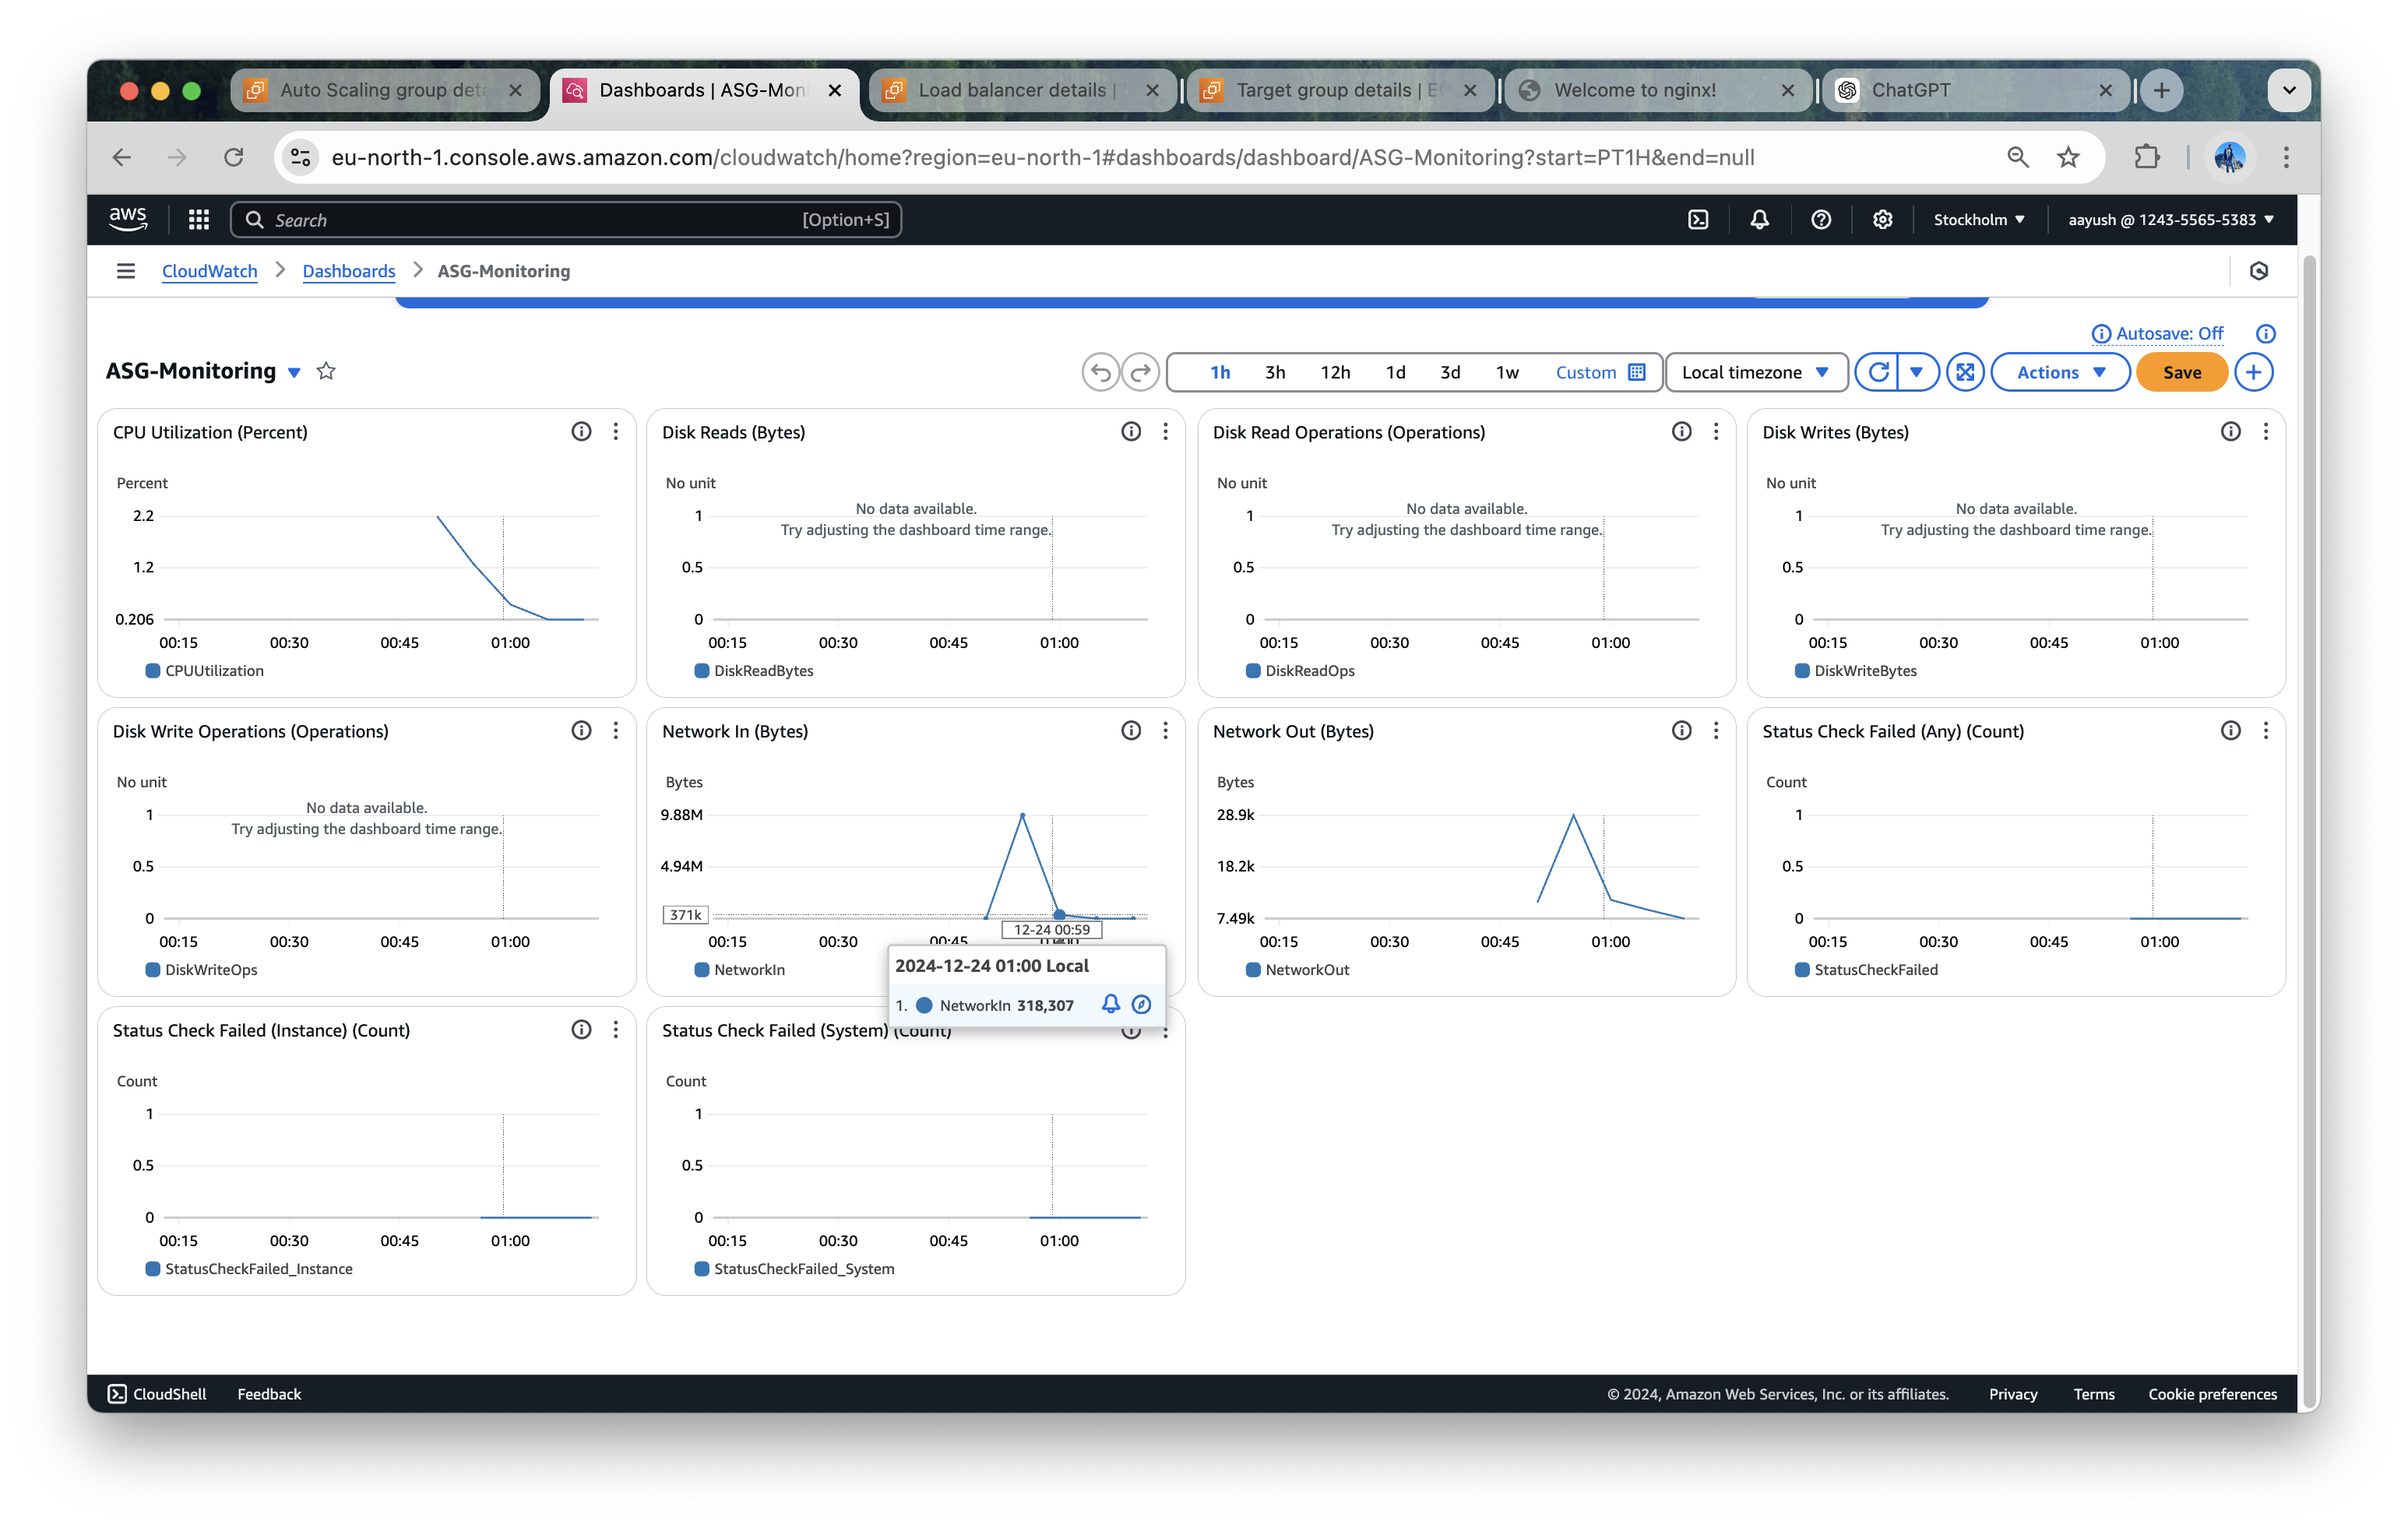 Auto Scaling group deta
Dashboards | ASG-Moni
Load balancer details |
Target group details | E
Welcome to nginx!
ChatGPT
eu-north-1.console.aws.amazon.com/cloudwatch/home?region=eu-north-1#dashboards/dashboard/ASG-Monitoring?start=PT1H&end=null
aws
Search
[Option+S]
Stockholm
aayush @ 1243-5565-5383
CloudWatch
Dashboards
ASG-Monitoring
Autosave: Off
ASG-Monitoring
1h 3h 12h 1d 3d 1w Custom
Local timezone
Actions
Save
CPU Utilization (Percent)
Percent
2.2
1.2
0.206
00:15 00:30 00:45 01:00
CPUUtilization
Disk Reads (Bytes)
No unit
No data available.
Try adjusting the dashboard time range.
1
0.5
0
00:15 00:30 00:45 01:00
DiskReadBytes
Disk Read Operations (Operations)
No unit
No data available.
Try adjusting the dashboard time range.
1
0.5
0
00:15 00:30 00:45 01:00
DiskReadOps
Disk Writes (Bytes)
No unit
No data available.
Try adjusting the dashboard time range.
1
0.5
0
00:15 00:30 00:45 01:00
DiskWriteBytes
Disk Write Operations (Operations)
No unit
No data available.
Try adjusting the dashboard time range.
1
0.5
0
00:15 00:30 00:45 01:00
DiskWriteOps
Network In (Bytes)
Bytes
9.88M
4.94M
371k
12-24 00:59
00:15 00:30 00:45 01:00
NetworkIn
2024-12-24 01:00 Local
1. NetworkIn 318,307
Network Out (Bytes)
Bytes
28.9k
18.2k
7.49k
00:15 00:30 00:45 01:00
NetworkOut
Status Check Failed (Any) (Count)
Count
1
0.5
0
00:15 00:30 00:45 01:00
StatusCheckFailed
Status Check Failed (Instance) (Count)
Count
1
0.5
0
00:15 00:30 00:45 01:00
StatusCheckFailed_Instance
Status Check Failed (System) (Count)
Count
1
0.5
0
00:15 00:30 00:45 01:00
StatusCheckFailed_System
CloudShell
Feedback
© 2024, Amazon Web Services, Inc. or its affiliates.
Privacy
Terms
Cookie preferences